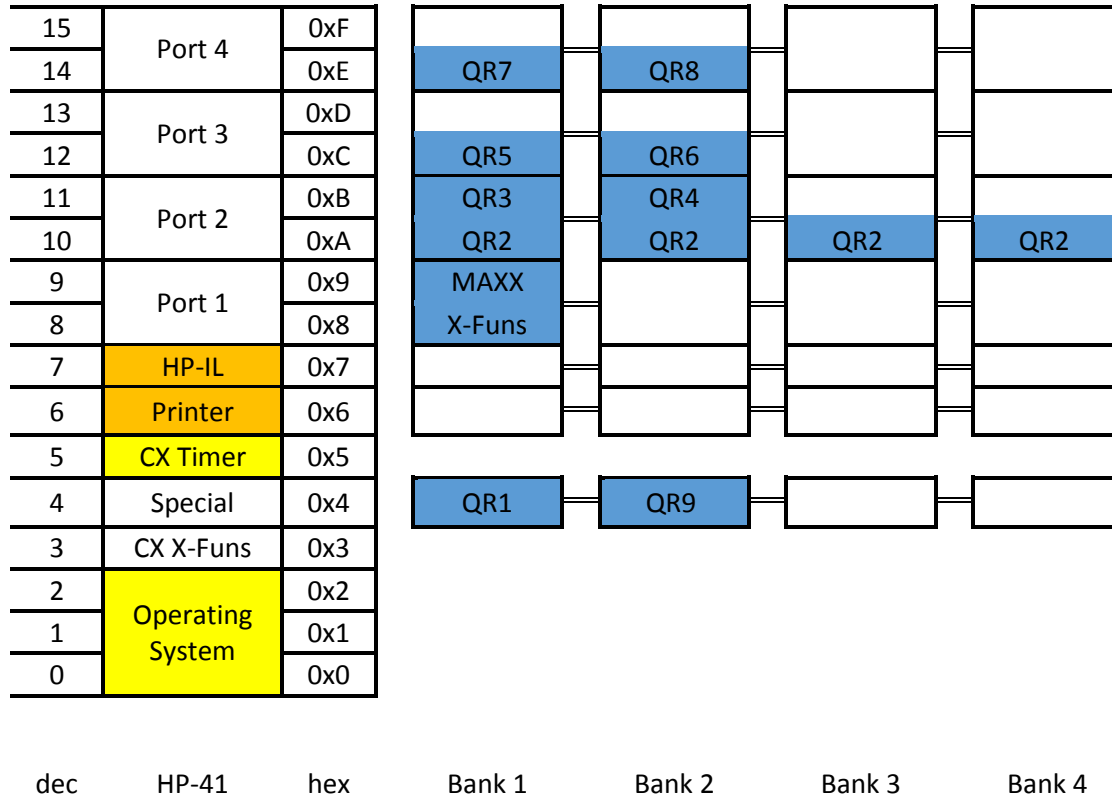 15 0xF
Port 4
14 0xE QR7 QR8
13 0xD
Port 3
12 0xC QR5 QR6
11 0xB QR3 QR4
Port 2
10 0xA QR2 QR2 QR2 QR2
9 0x9 MAXX
Port 1
8 0x8 X-Funs
7 HP-IL 0x7
6 Printer 0x6
5 CX Timer 0x5
4 Special 0x4 QR1 QR9
3 CX X-Funs 0x3
2 0x2
Operating
1 0x1
System
0 0x0
dec HP-41 hex Bank 1 Bank 2 Bank 3 Bank 4